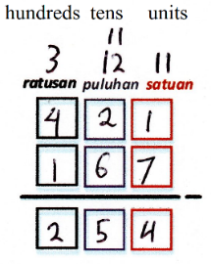 hundreds tens units
11
3 12 11
ratusan puluhan satuan
4 2 1
1 6 7
-
2 5 4